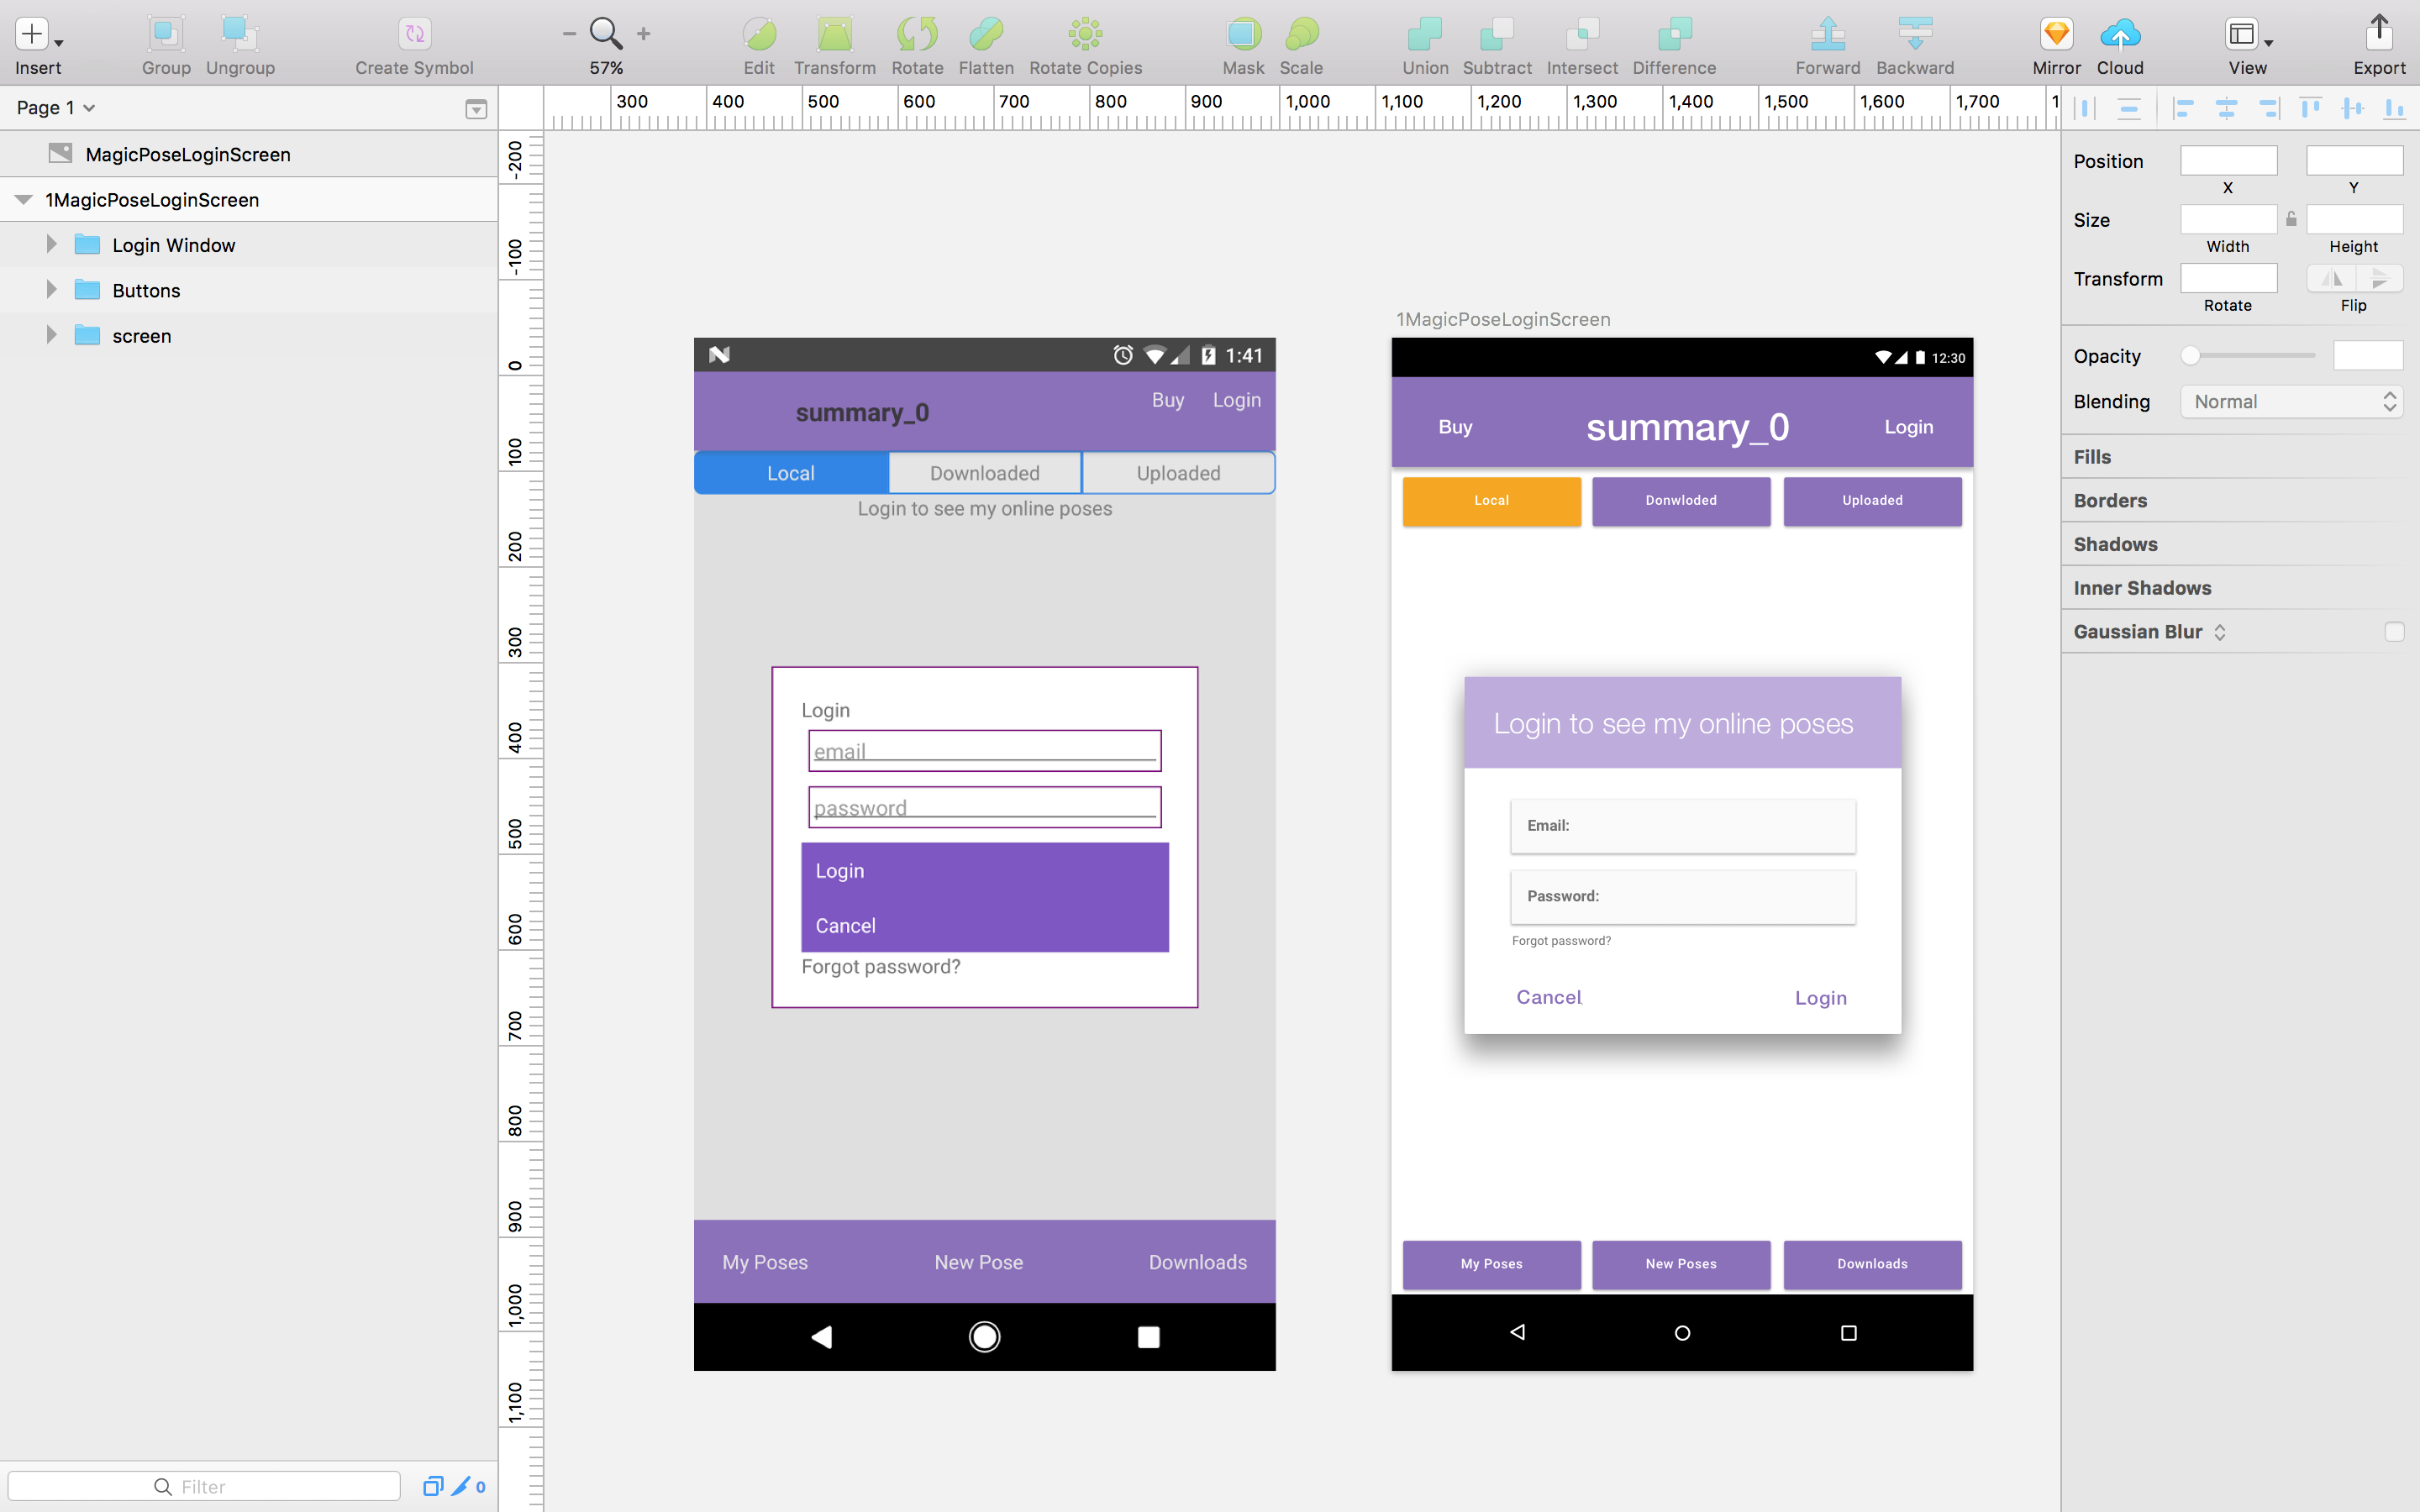 Insert
Group
Ungroup
Create Symbol
57%
Edit
Transform
Rotate
Flatten
Rotate Copies
Mask
Scale
Union
Subtract
Intersect
Difference
Forward
Backward
Mirror
Cloud
View
Export
Page 1
MagicPoseLoginScreen
1MagicPoseLoginScreen
Login Window
Buttons
screen
Filter
0
300 400 500 600 700 800 900 1,000 1,100 1,200 1,300 1,400 1,500 1,600 1,700 1
-200
-100
0
100
200
300
400
500
600
700
800
900
1,000
1,100
1:41
summary_0
Buy
Login
Local
Downloaded
Uploaded
Login to see my online poses
Login
email
password
Login
Cancel
Forgot password?
My Poses
New Pose
Downloads
1MagicPoseLoginScreen
12:30
Buy
summary_0
Login
Local
Donwloded
Uploaded
Login to see my online poses
Email:
Password:
Forgot password?
Cancel
Login
My Poses
New Poses
Downloads
Position
X
Y
Size
Width
Height
Transform
Rotate
Flip
Opacity
Blending
Normal
Fills
Borders
Shadows
Inner Shadows
Gaussian Blur